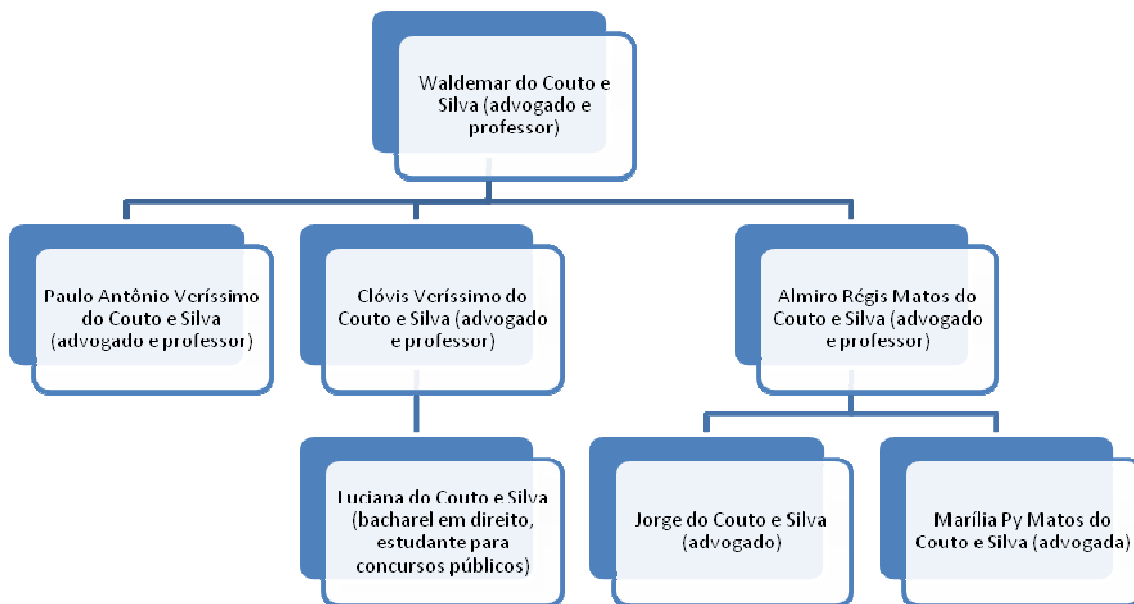 Waldemar do Couto e
Silva (advogado e
professor)
Paulo Antônio Veríssimo
do Couto e Silva
(advogado e professor)
Clóvis Veríssimo do
Couto e Silva (advogado
e professor)
Almiro Régis Matos do
Couto e Silva (advogado
e professor)
Luciana do Couto e Silva
(bacharel em direito,
estudante para
concursos públicos)
Jorge do Couto e Silva
(advogado)
Marília Py Matos do
Couto e Silva (advogada)